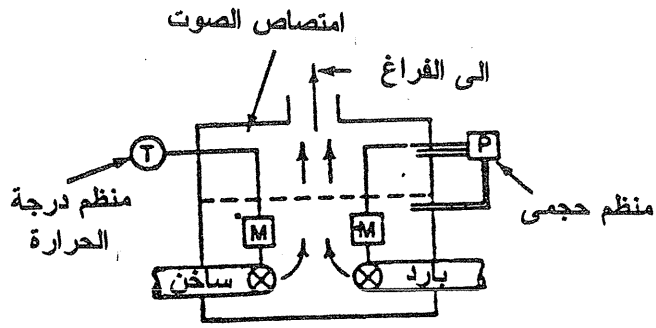 امتصاص الصوت
الى الفراغ
T
P
منظم درجة
الحرارة
منظم حجمى
M
M
ساخن
بارد